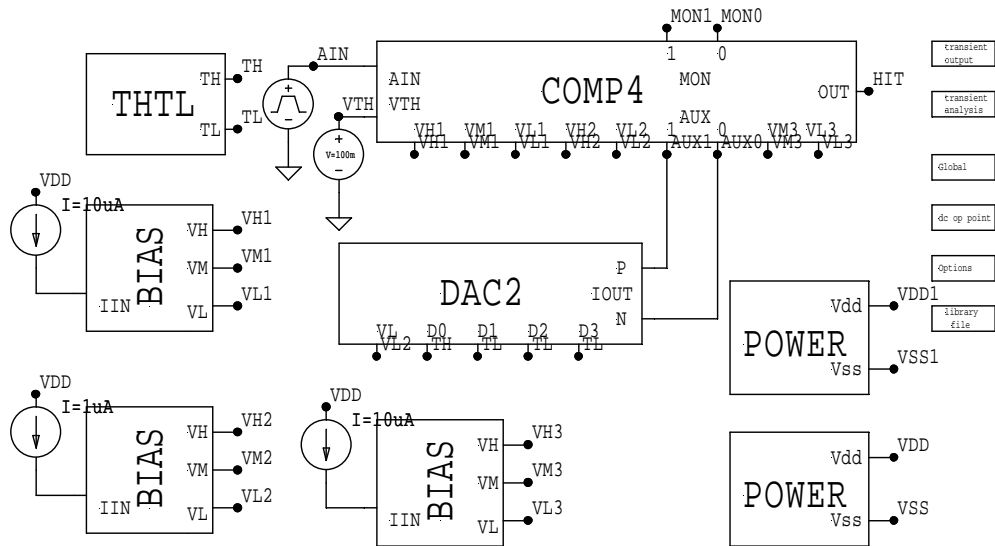 MON1 MON0
THTL
TH
TH
TL
TL
AIN
VTH
V=100m
AIN
VTH
COMP4
1 0
MON
AUX
1 0
OUT
HIT
VH1 VM1 VL1 VH2 VL2 AUX1 AUX0 VM3 VL3
VH1 VM1 VL1 VH2 VL2 VM3 VL3
transient
output
transient
analysis
Global
dc op point
Options
library
file
VDD
I=10uA
IIN
BIAS
VH
VM
VL
VH1
VM1
VL1
DAC2
P
IOUT
N
VL D0 D1 D2 D3
VL2 TH TL TL TL
POWER
Vdd
Vss
VDD1
VSS1
VDD
I=1uA
IIN
BIAS
VH
VM
VL
VH2
VM2
VL2
VDD
I=10uA
IIN
BIAS
VH
VM
VL
VH3
VM3
VL3
POWER
Vdd
Vss
VDD
VSS